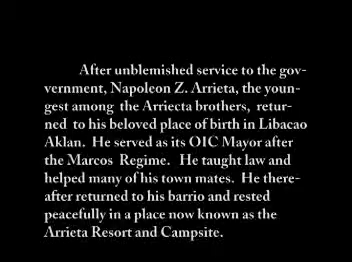 After unblemished service to the gov-
vernment, Napoleon Z. Arrieta, the youn-
gest among the Arriecta brothers, retur-
ned to his beloved place of birth in Libacao
Aklan. He served as its OIC Mayor after
the Marcos Regime. He taught law and
helped many of his town mates. He there-
after returned to his barrio and rested
peacefully in a place now known as the
Arrieta Resort and Campsite.